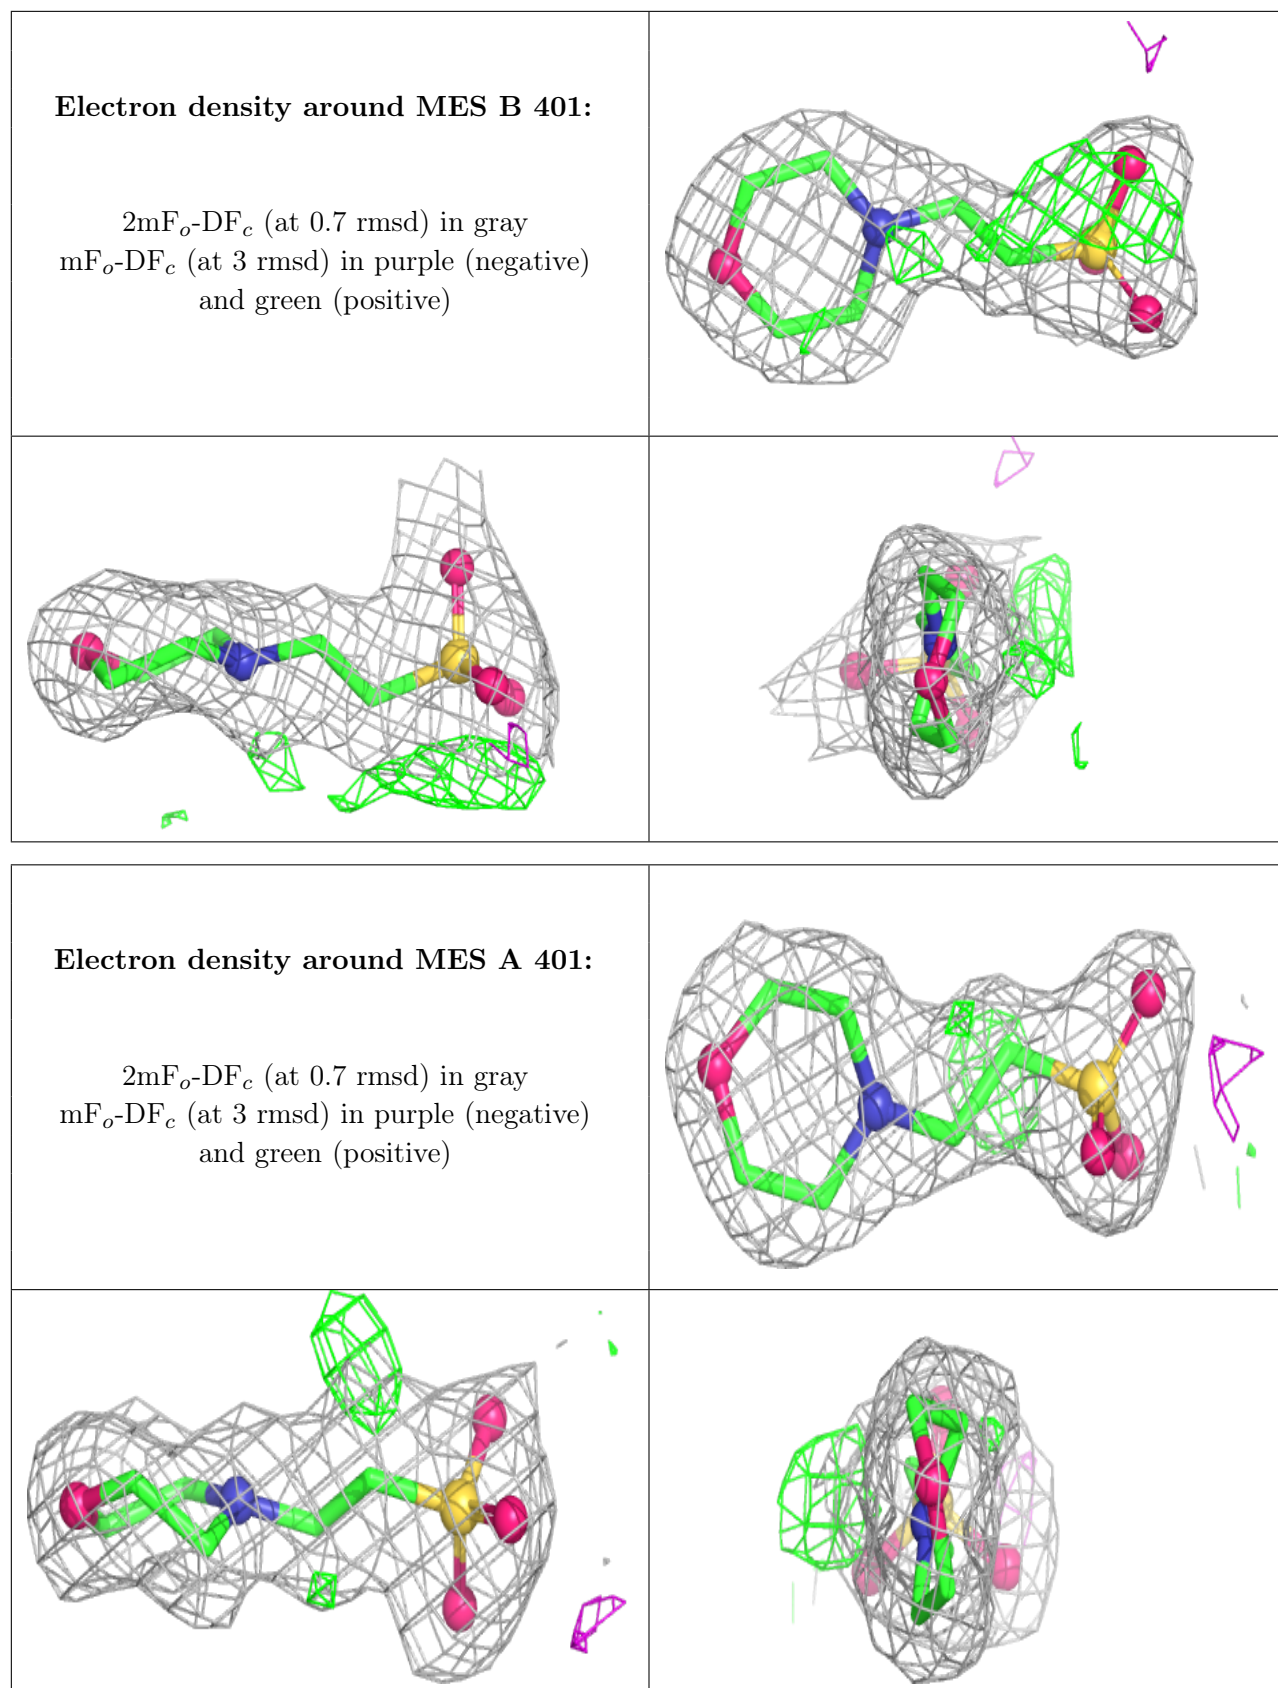 Electron density around MES B 401:
2mFo-DFc (at 0.7 rmsd) in gray
mFo-DFc (at 3 rmsd) in purple (negative)
and green (positive)
Electron density around MES A 401:
2mFo-DFc (at 0.7 rmsd) in gray
mFo-DFc (at 3 rmsd) in purple (negative)
and green (positive)